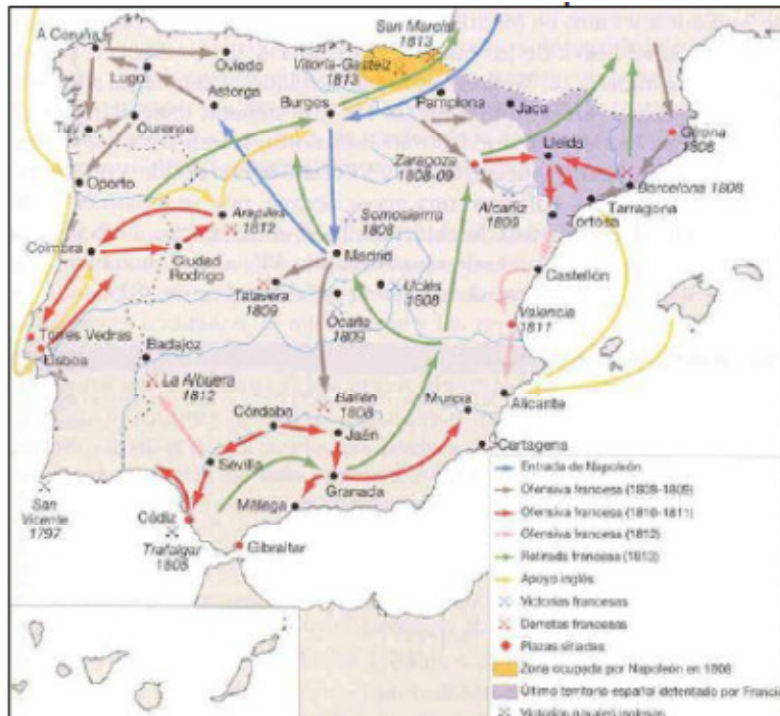 San Marcial
1813
A Coruña
Oviedo
Vitoria-Gasteiz
1813
Lugo
Astorga
Burgos
Pamplona
Jaca
Tuy
Ourense
Girona
1808
Zaragoza
1808-09
Lleida
Oporto
Barcelona 1808
Alcañiz
1809
Tarragona
Tortosa
Arapiles
1812
Somosierra
1808
Coimbra
Ciudad
Rodrigo
Madrid
Castellón
Talavera
1809
Uclés
1808
Ocaña
1809
Valencia
1811
Torres Vedras
Lisboa
Badajoz
La Albuera
1812
Bailén
1808
Murcia
Alicante
Córdoba
Jaén
Cartagena
Sevilla
Granada
Málaga
San
Vicente
1797
Cádiz
Trafalgar
1805
Gibraltar
Entrada de Napoleón
Ofensiva francesa (1808-1809)
Ofensiva francesa (1810-1811)
Ofensiva francesa (1812)
Retirada francesa (1813)
Apoyo inglés
Victorias francesas
Derrotas francesas
Plazas sitiadas
Zona ocupada por Napoleón en 1808
Último territorio español detentado por Francia
Victorias navales inglesas